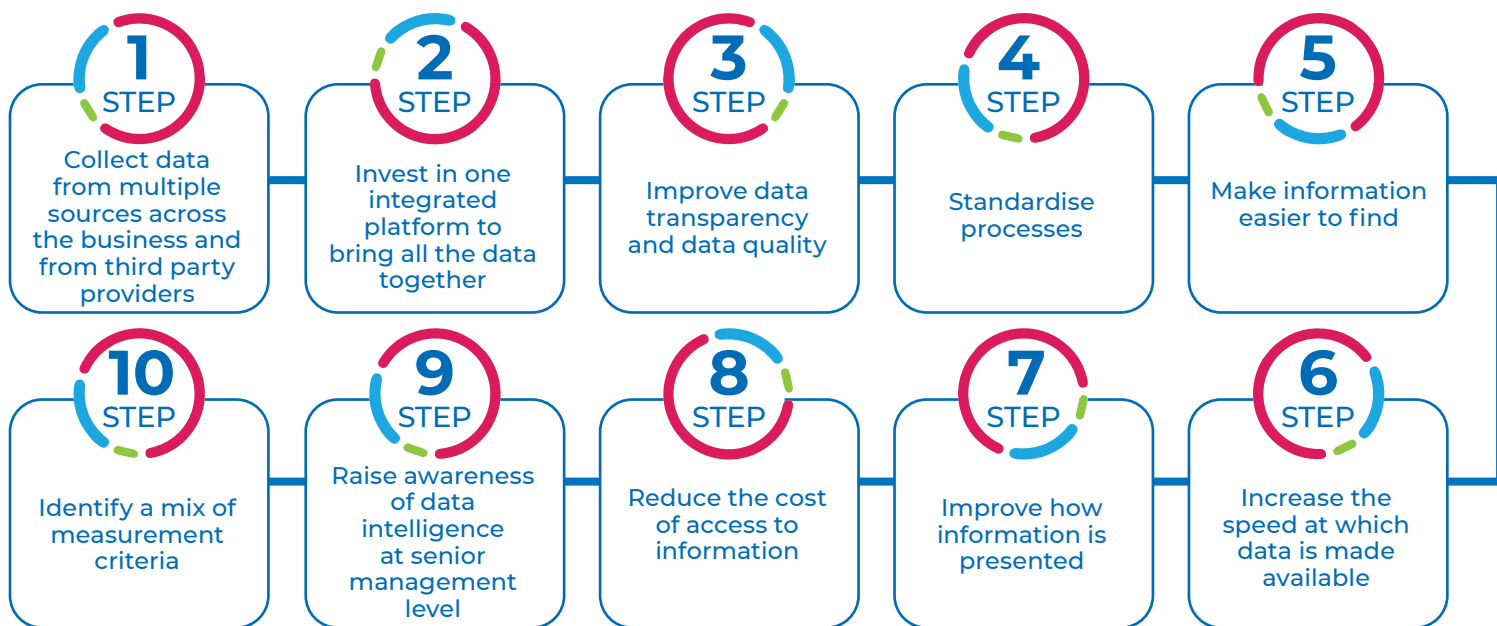 1
STEP
Collect data
from multiple
sources across
the business and
from third party
providers
2
STEP
Invest in one
integrated
platform to
bring all the data
together
3
STEP
Improve data
transparency
and data quality
4
STEP
Standardise
processes
5
STEP
Make information
easier to find
6
STEP
Increase the
speed at which
data is made
available
7
STEP
Improve how
information is
presented
8
STEP
Reduce the cost
of access to
information
9
STEP
Raise awareness
of data
intelligence
at senior
management
level
10
STEP
Identify a mix of
measurement
criteria